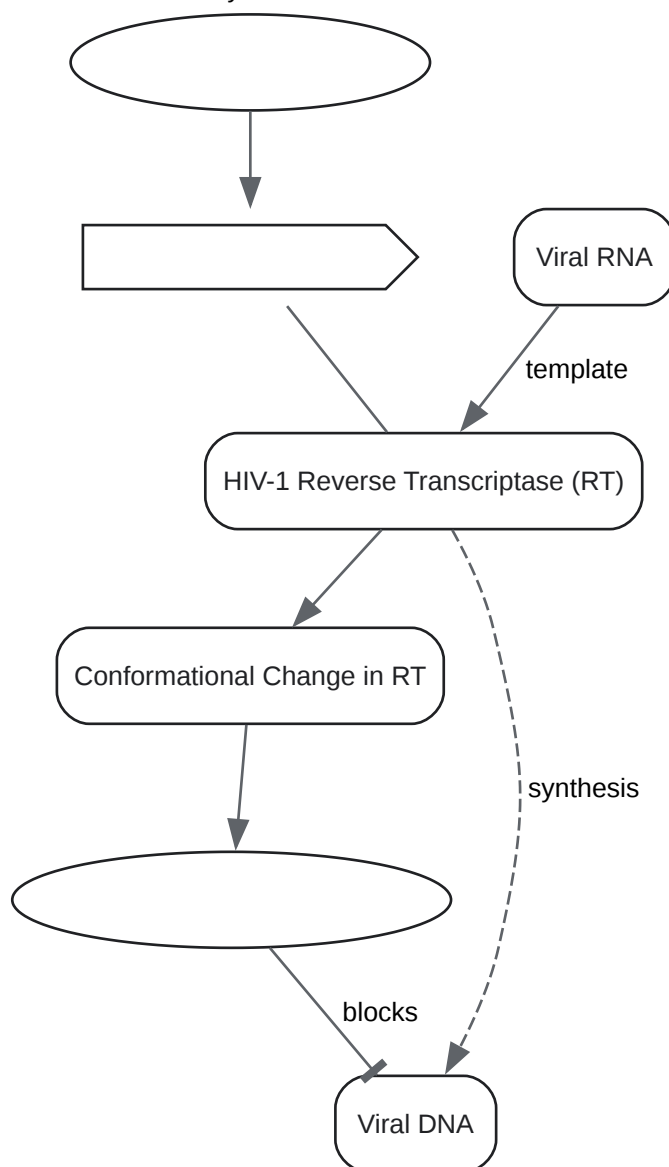 Viral RNA
template
HIV-1 Reverse Transcriptase (RT)
Conformational Change in RT
synthesis
blocks
Viral DNA